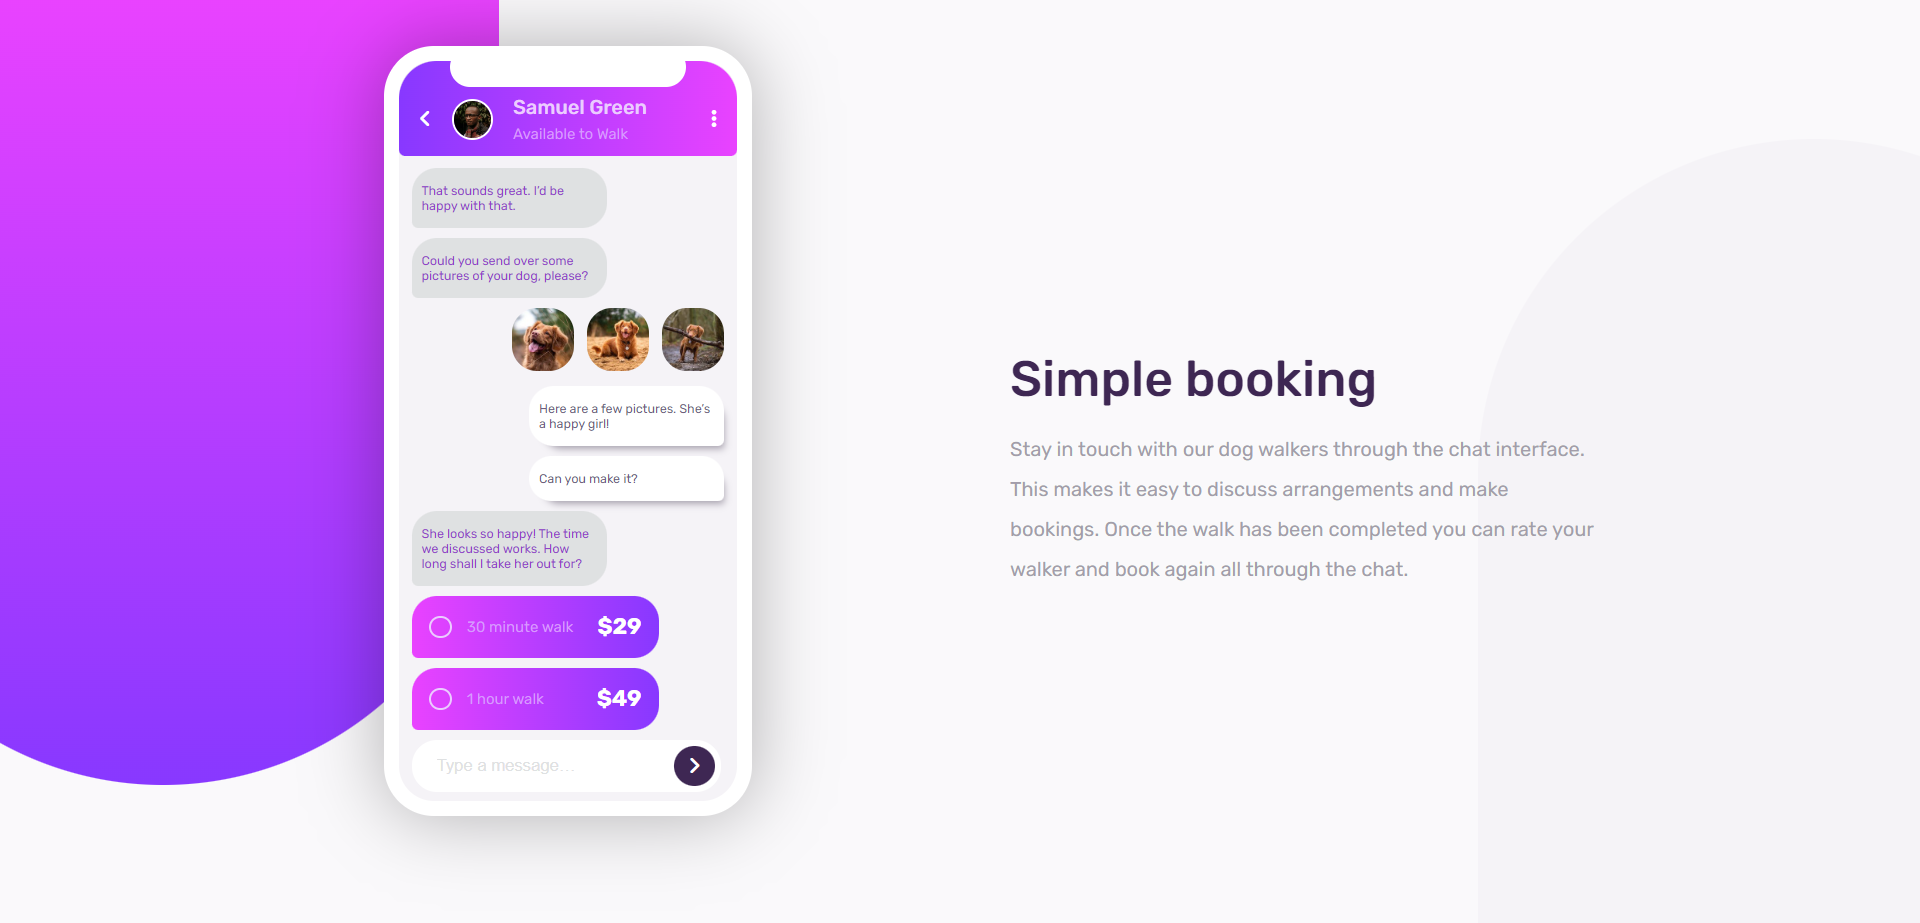 Samuel Green
Available to Walk
That sounds great. I'd be
happy with that.
Could you send over some
pictures of your dog, please?
Here are a few pictures. She's
a happy girl!
Can you make it?
She looks so happy! The time
we discussed works. How
long shall I take her out for?
30 minute walk $29
1 hour walk $49
Type a message...
Simple booking
Stay in touch with our dog walkers through the chat interface.
This makes it easy to discuss arrangements and make
bookings. Once the walk has been completed you can rate your
walker and book again all through the chat.